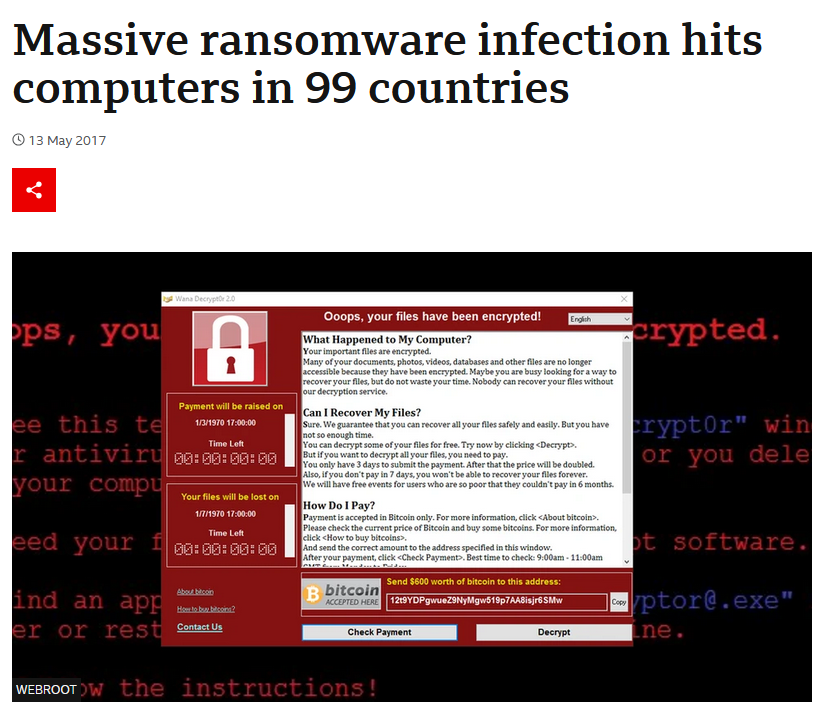 Massive ransomware infection hits
computers in 99 countries
13 May 2017
Wana Decrypt0r 2.0
Ooops, your files have been encrypted!
English
What Happened to My Computer?
Your important files are encrypted.
Many of your documents, photos, videos, databases and other files are no longer
accessible because they have been encrypted. Maybe you are busy looking for a way to
recover your files, but do not waste your time. Nobody can recover your files without
our decryption service.
Can I Recover My Files?
Sure. We guarantee that you can recover all your files safely and easily. But you have
not so enough time.
You can decrypt some of your files for free. Try now by clicking <Decrypt>.
But if you want to decrypt all your files, you need to pay.
You only have 3 days to submit the payment. After that the price will be doubled.
Also, if you don't pay in 7 days, you won't be able to recover your files forever.
We will have free events for users who are so poor that they couldn't pay in 6 months.
How Do I Pay?
Payment is accepted in Bitcoin only. For more information, click <About bitcoin>.
Please check the current price of Bitcoin and buy some bitcoins. For more information,
click <How to buy bitcoins>.
And send the correct amount to the address specified in this window.
After your payment, click <Check Payment>. Best time to check: 9:00am - 11:00am
Payment will be raised on
1/3/1970 17:00:00
Time Left
00:00:00:00
Your files will be lost on
1/7/1970 17:00:00
Time Left
00:00:00:00
About bitcoin
How to buy bitcoins?
Contact Us
bitcoin
ACCEPTED HERE
Send $600 worth of bitcoin to this address:
12t9YDPgwueZ9NyMgw519p7AA8isjr6SMw
Copy
Check Payment
Decrypt
ops, you crypted.
ee this te crypt0r" win
r antiviru or you dele
your compu
eed your f pt software.
ind an app yptor@.exe"
er or rest ine.
ow the instructions!
WEBROOT